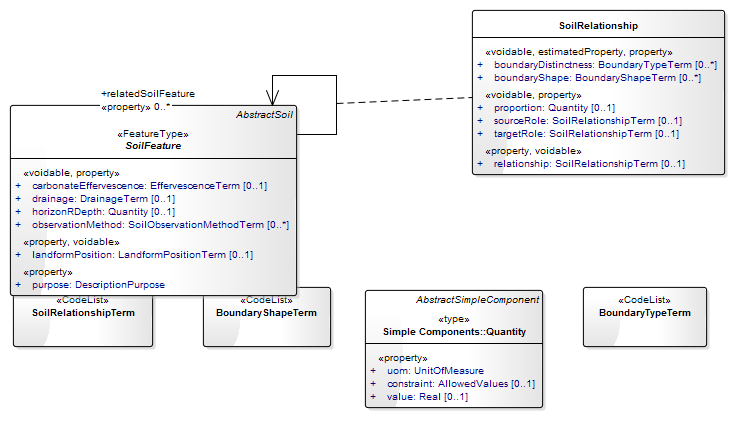 SoilRelationship
«voidable, estimatedProperty, property»
+ boundaryDistinctness: BoundaryTypeTerm [0..*]
+ boundaryShape: BoundaryShapeTerm [0..*]
«voidable, property»
+ proportion: Quantity [0..1]
+ sourceRole: SoilRelationshipTerm [0..1]
+ targetRole: SoilRelationshipTerm [0..1]
«property, voidable»
+ relationship: SoilRelationshipTerm [0..1]
+relatedSoilFeature
«property» 0..*
AbstractSoil
«FeatureType»
SoilFeature
«voidable, property»
+ carbonateEffervescence: EffervescenceTerm [0..1]
+ drainage: DrainageTerm [0..1]
+ horizonRDepth: Quantity [0..1]
+ observationMethod: SoilObservationMethodTerm [0..*]
«property, voidable»
+ landformPosition: LandformPositionTerm [0..1]
«property»
+ purpose: DescriptionPurpose
«CodeList»
SoilRelationshipTerm
«CodeList»
BoundaryShapeTerm
AbstractSimpleComponent
«type»
Simple Components::Quantity
«property»
+ uom: UnitOfMeasure
+ constraint: AllowedValues [0..1]
+ value: Real [0..1]
«CodeList»
BoundaryTypeTerm